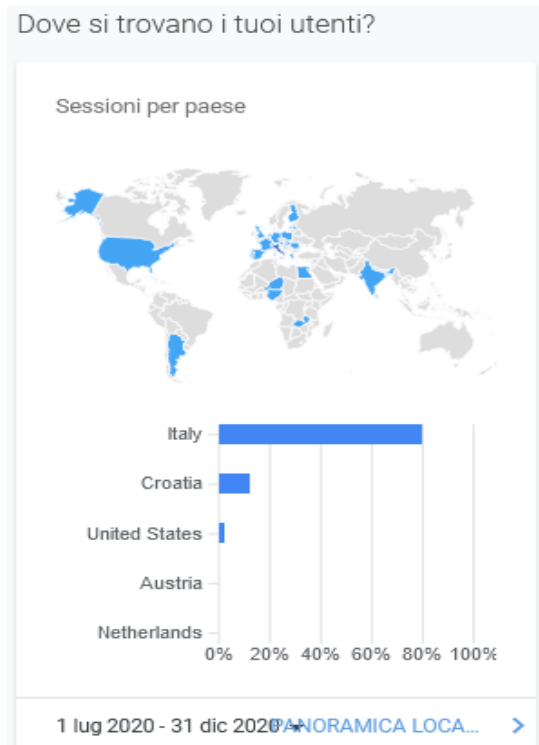 Dove si trovano i tuoi utenti?
Sessioni per paese
Italy
Croatia
United States
Austria
Netherlands
0% 20% 40% 60% 80% 100%
1 lug 2020 - 31 dic 2020 PANORAMICA LOCA...